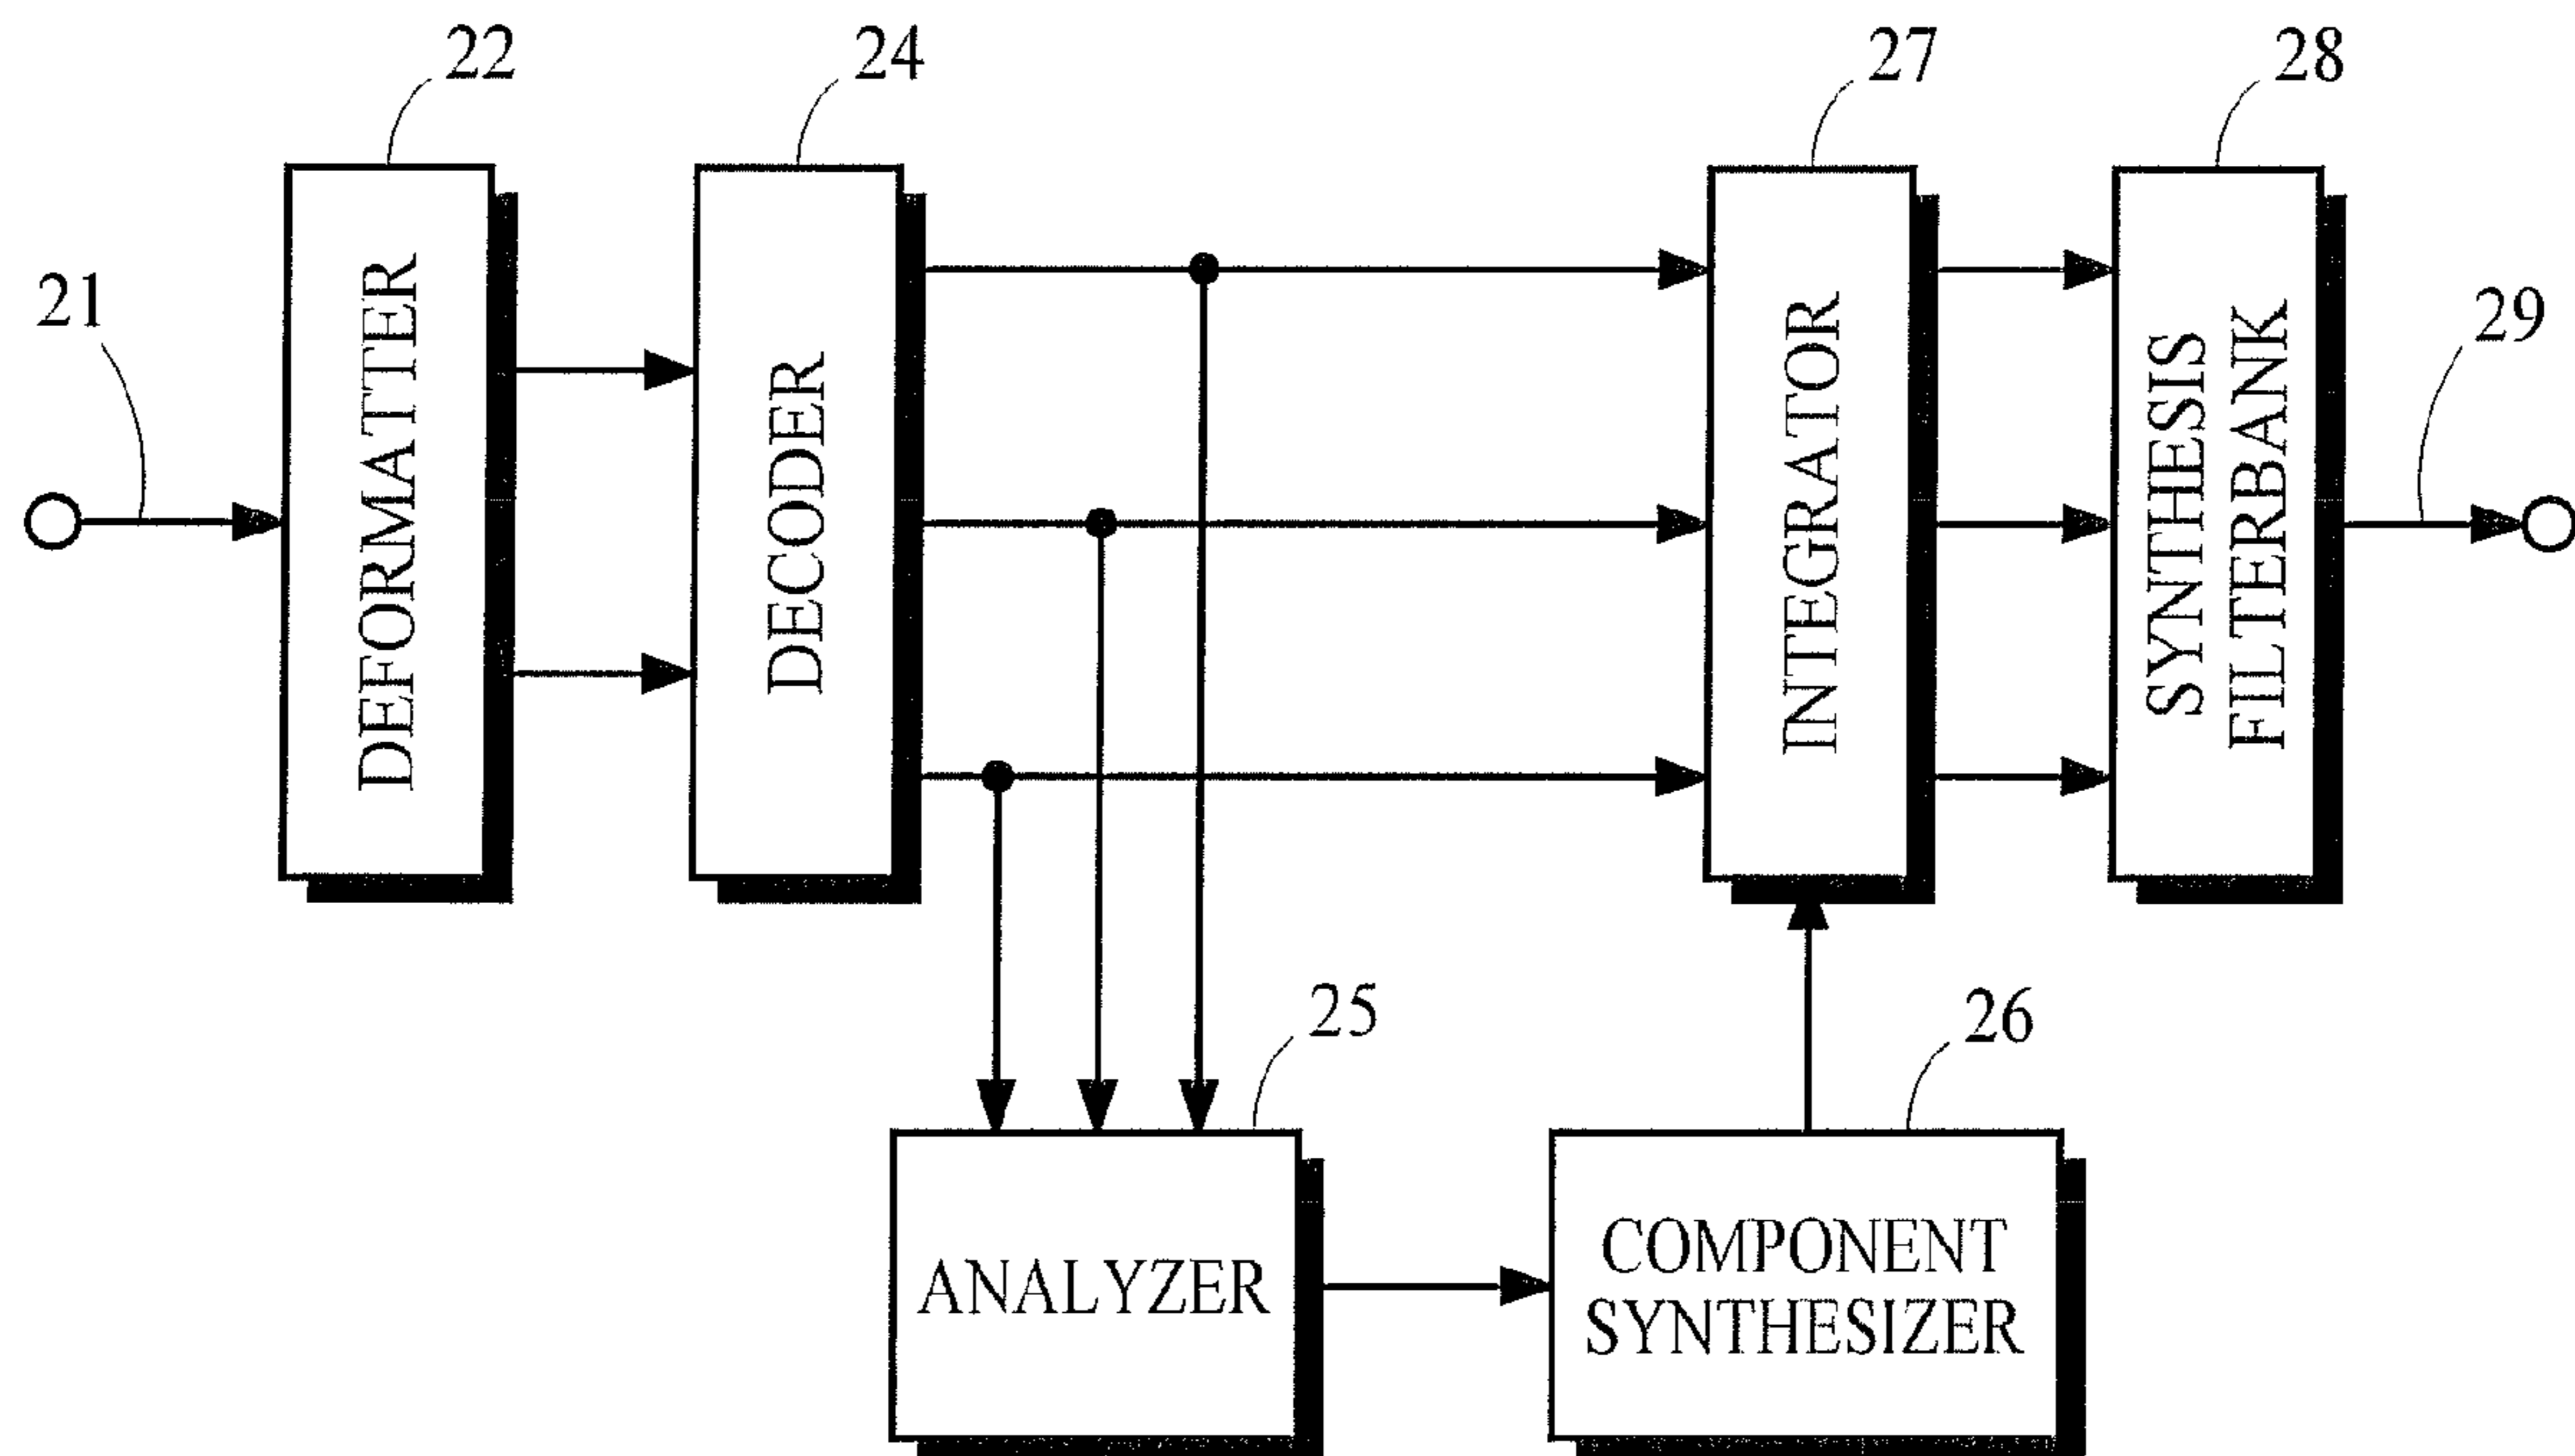 22
24
27
28
21
29
DEFORMATTER
DECODER
INTEGRATOR
SYNTHESIS
FILTERBANK
25
26
ANALYZER
COMPONENT
SYNTHESIZER